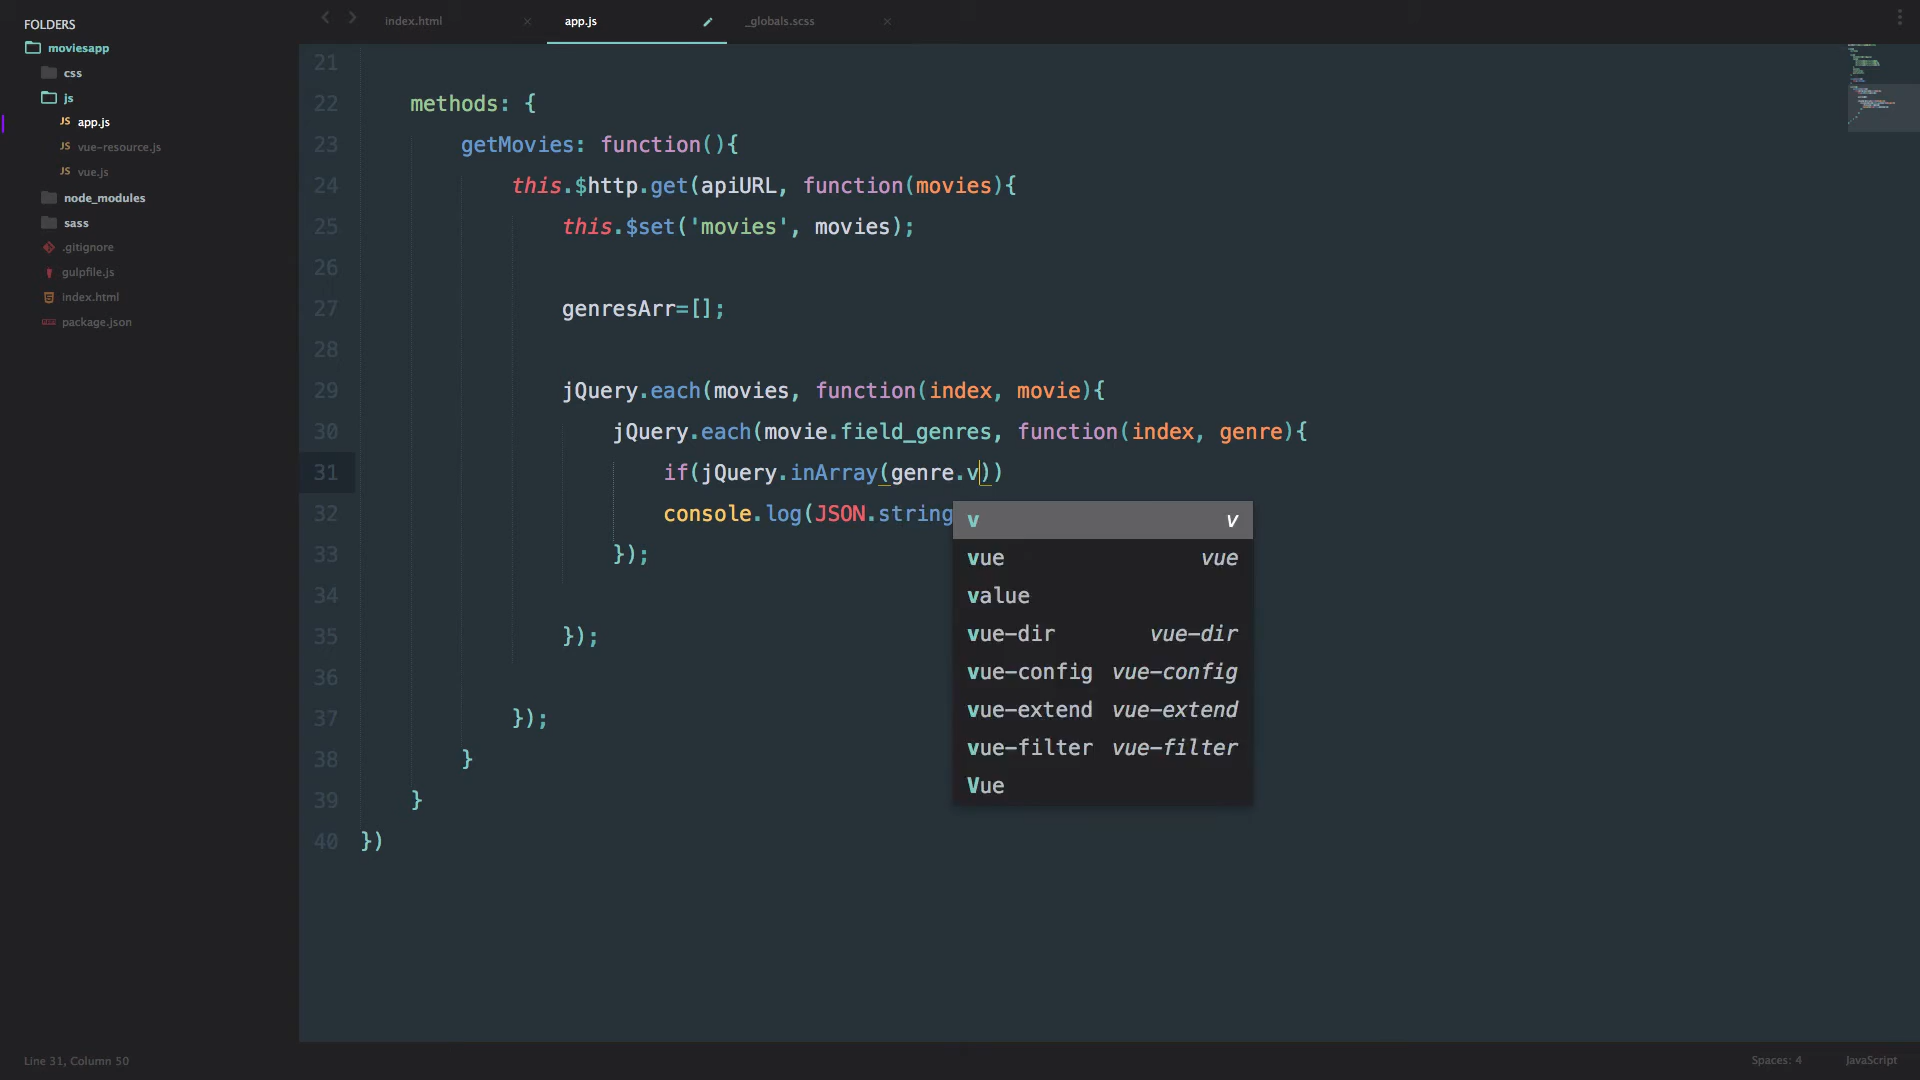 FOLDERS
moviesapp
css
js
JS app.js
JS vue-resource.js
JS vue.js
node_modules
sass
.gitignore
gulpfile.js
index.html
package.json
index.html
app.js
_globals.scss
21
22 methods: {
23 getMovies: function(){
24 this.$http.get(apiURL, function(movies){
25 this.$set('movies', movies);
26
27 genresArr=[];
28
29 jQuery.each(movies, function(index, movie){
30 jQuery.each(movie.field_genres, function(index, genre){
31 if(jQuery.inArray(genre.v))
32 console.log(JSON.string
33 });
34
35 });
36
37 });
38 }
39 }
40 })
v v
vue vue
value
vue-dir vue-dir
vue-config vue-config
vue-extend vue-extend
vue-filter vue-filter
Vue
Line 31, Column 50
Spaces: 4
JavaScript